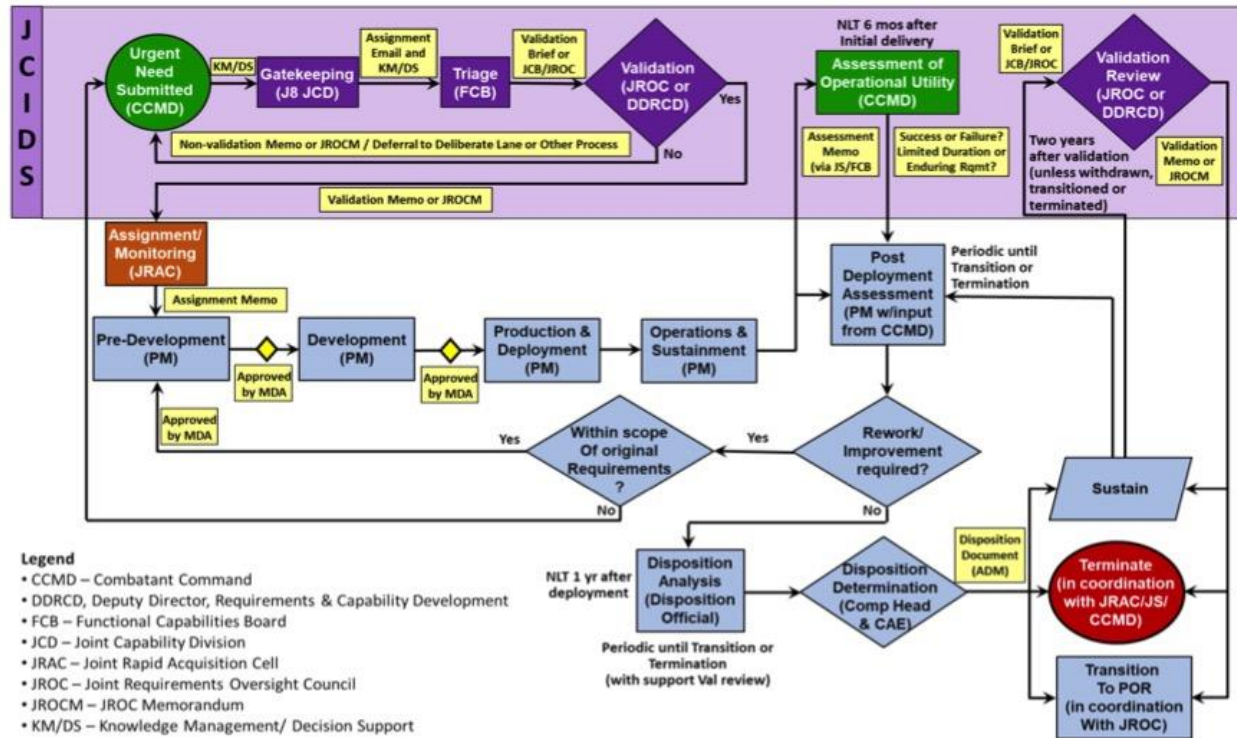 J
C
I
D
S
Urgent
Need
Submitted
(CCMD)
KM/DS
Gatekeeping
(J8 JCD)
Assignment
Email and
KM/DS
Triage
(FCB)
Validation
Brief or
JCB/JROC
Validation
(JROC or
DDRCD)
Yes
No
Non-validation Memo or JROCM / Deferral to Deliberate Lane or Other Process
Validation Memo or JROCM
NLT 6 mos after
Initial delivery
Assessment of
Operational Utility
(CCMD)
Assessment
Memo
(via JS/FCB
Success or Failure?
Limited Duration or
Enduring Rqmt?
Validation
Brief or
JCB/JROC
Validation
Review
(JROC or
DDRCD)
Two years
after validation
(unless withdrawn,
transitioned or
terminated)
Validation
Memo or
JROCM
Assignment/
Monitoring
(JRAC)
Assignment Memo
Pre-Development
(PM)
Approved
by MDA
Development
(PM)
Approved
by MDA
Production &
Deployment
(PM)
Operations &
Sustainment
(PM)
Post
Deployment
Assessment
(PM w/input
from CCMD)
Periodic until
Transition or
Termination
Approved
by MDA
Yes
Within scope
Of original
Requirements
?
Yes
Rework/
Improvement
required?
No
No
Sustain
NLT 1 yr after
deployment
Disposition
Analysis
(Disposition
Official)
Periodic until Transition or
Termination
(with support Val review)
Disposition
Determination
(Comp Head
& CAE)
Disposition
Document
(ADM)
Terminate
(in coordination
with JRAC/JS/
CCMD)
Transition
To POR
(in coordination
With JROC)
Legend
• CCMD – Combatant Command
• DDRCD, Deputy Director, Requirements & Capability Development
• FCB – Functional Capabilities Board
• JCD – Joint Capability Division
• JRAC – Joint Rapid Acquisition Cell
• JROC – Joint Requirements Oversight Council
• JROCM – JROC Memorandum
• KM/DS – Knowledge Management/ Decision Support